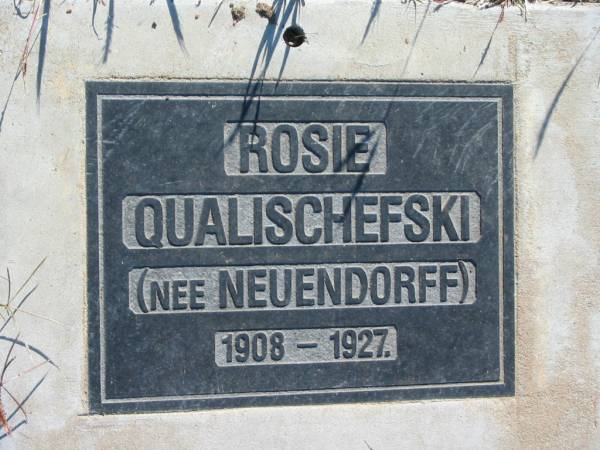 ROSIE
QUALISCHEFSKI
(NEE NEUENDORFF)
1908 – 1927.